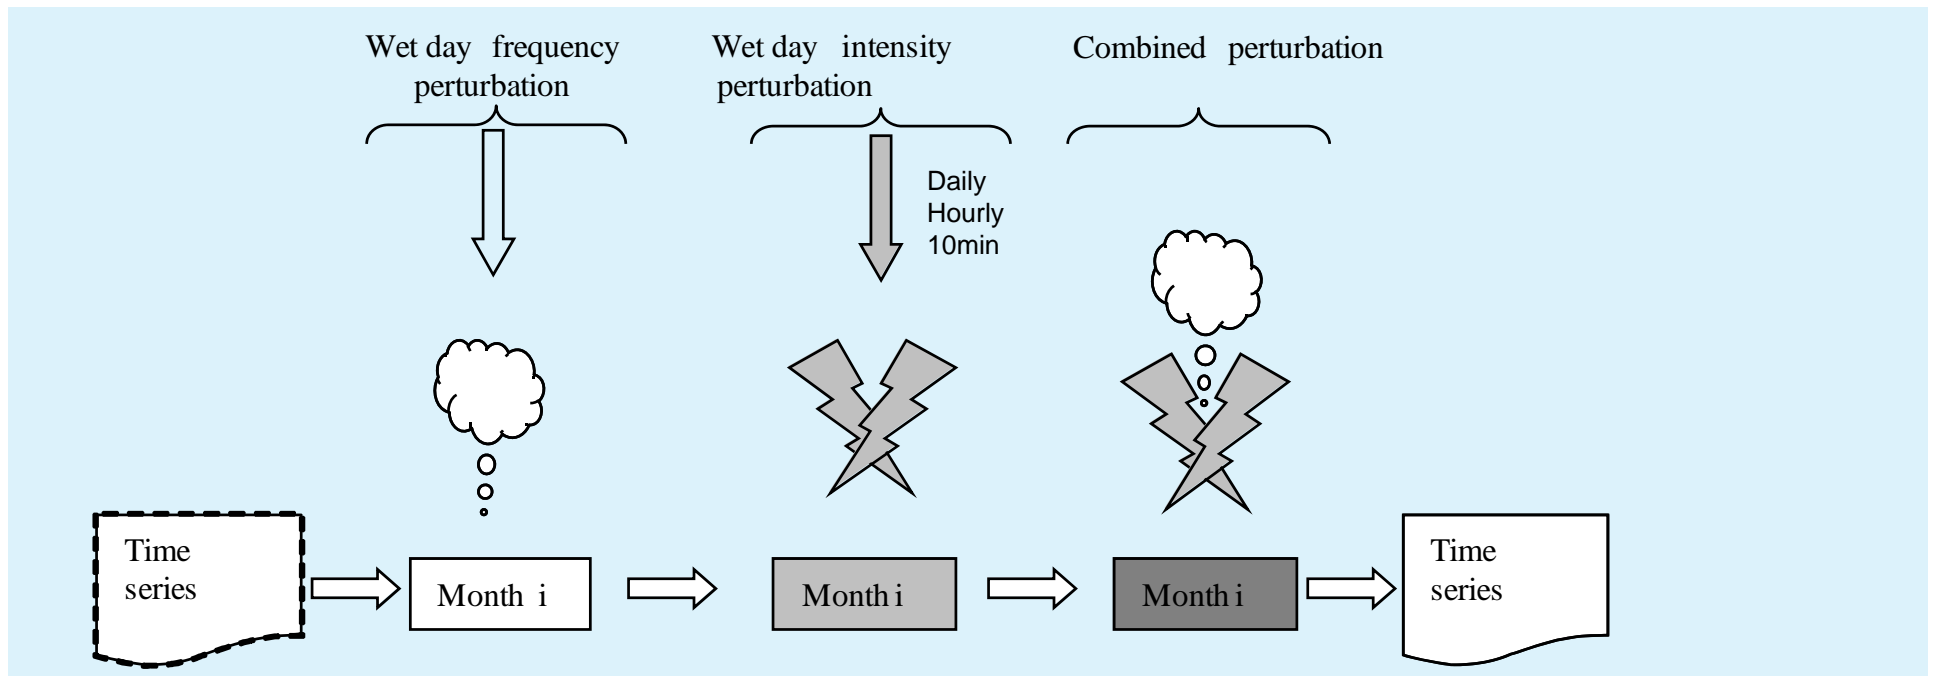 Wet day frequency
perturbation
Wet day intensity
perturbation
Combined perturbation
Daily
Hourly
10min
Time
series
Month i
Month i
Month i
Time
series